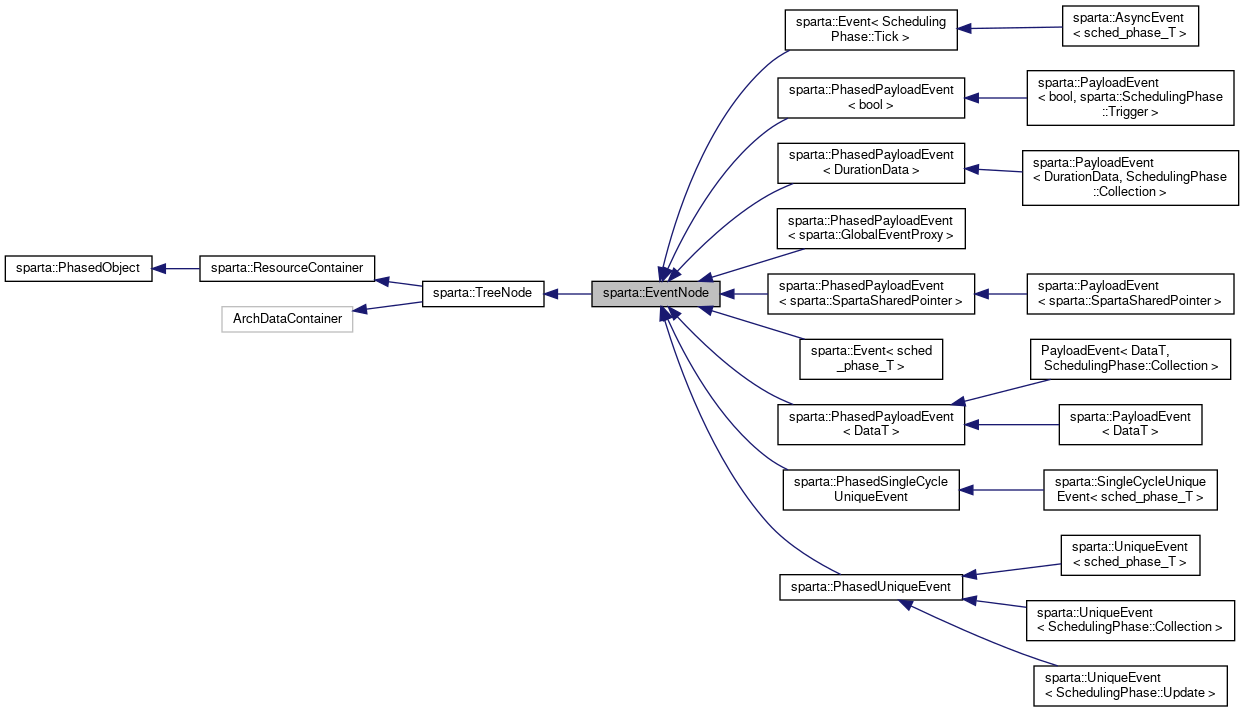 sparta::PhasedObject
sparta::ResourceContainer
ArchDataContainer
sparta::TreeNode
sparta::EventNode
sparta::Event< Scheduling
Phase::Tick >
sparta::AsyncEvent
< sched_phase_T >
sparta::PhasedPayloadEvent
< bool >
sparta::PayloadEvent
< bool, sparta::SchedulingPhase
::Trigger >
sparta::PhasedPayloadEvent
< DurationData >
sparta::PayloadEvent
< DurationData, SchedulingPhase
::Collection >
sparta::PhasedPayloadEvent
< sparta::GlobalEventProxy >
sparta::PhasedPayloadEvent
< sparta::SpartaSharedPointer >
sparta::PayloadEvent
< sparta::SpartaSharedPointer >
sparta::Event< sched
_phase_T >
sparta::PhasedPayloadEvent
< DataT >
PayloadEvent< DataT,
SchedulingPhase::Collection >
sparta::PayloadEvent
< DataT >
sparta::PhasedSingleCycle
UniqueEvent
sparta::SingleCycleUnique
Event< sched_phase_T >
sparta::PhasedUniqueEvent
sparta::UniqueEvent
< sched_phase_T >
sparta::UniqueEvent
< SchedulingPhase::Collection >
sparta::UniqueEvent
< SchedulingPhase::Update >